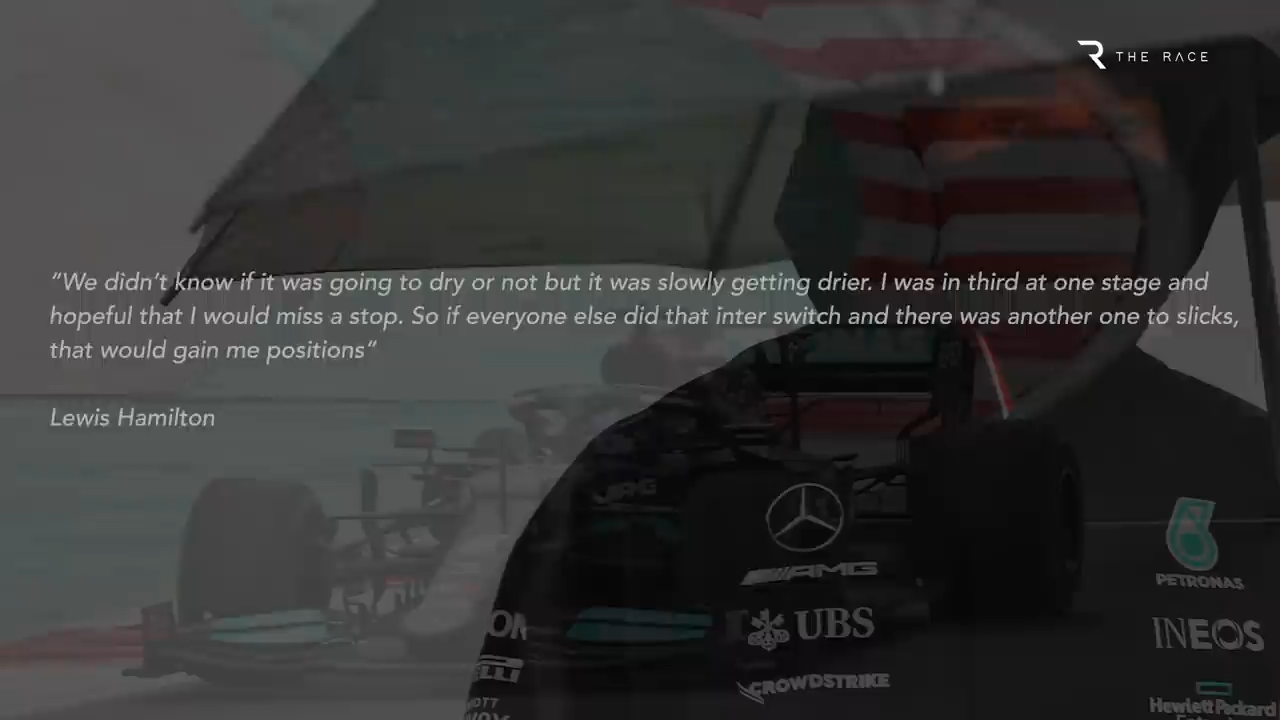 THE RACE
“We didn’t know if it was going to dry or not but it was slowly getting drier. I was in third at one stage and
hopeful that I would miss a stop. So if everyone else did that inter switch and there was another one to slicks,
that would gain me positions”
Lewis Hamilton
AMG
PETRONAS
UBS
INEOS
CROWDSTRIKE
Hewlett Packard